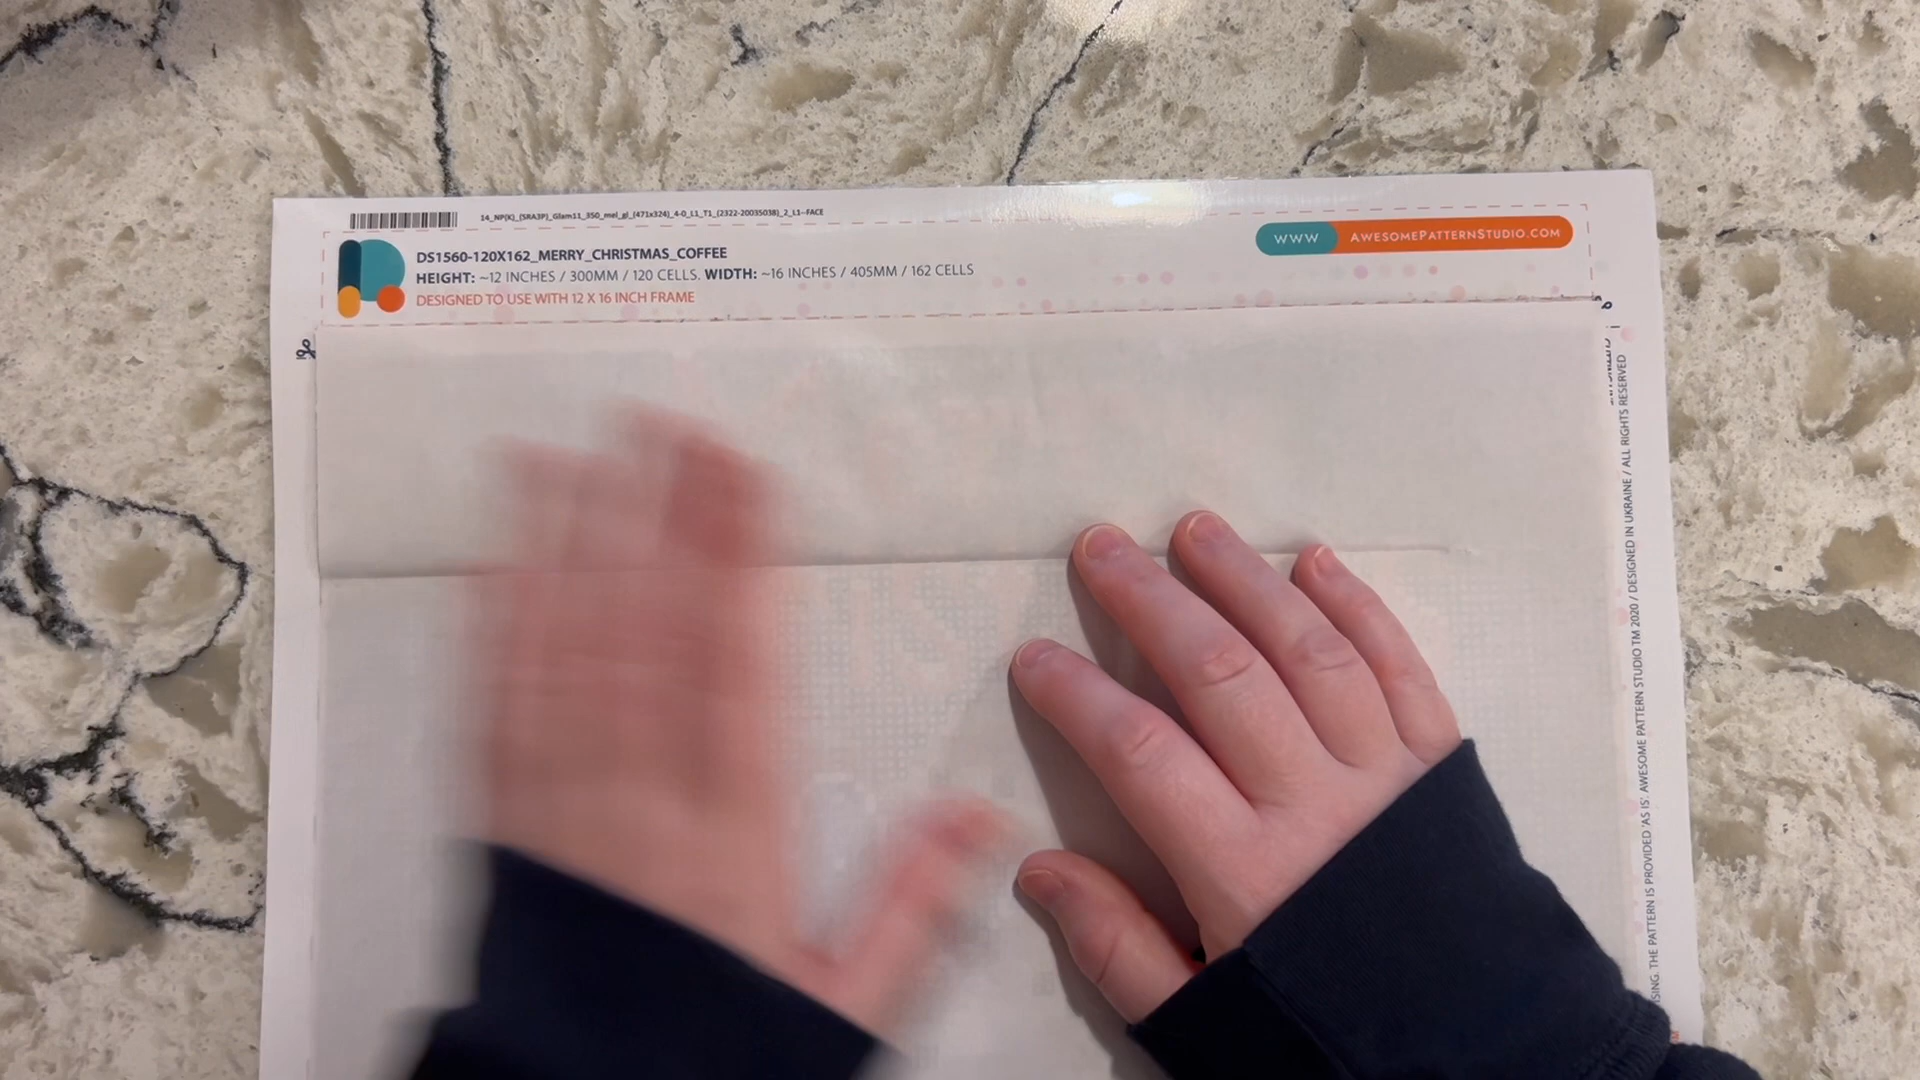 14_NP(K)_(SRA3P)_Glam11_350_mel_gl_(471x324)_4-0_L1_T1_(2322-20035038)_2_L1--FACE
DS1560-120X162_MERRY_CHRISTMAS_COFFEE
HEIGHT: ~12 INCHES / 300MM / 120 CELLS. WIDTH: ~16 INCHES / 405MM / 162 CELLS
DESIGNED TO USE WITH 12 X 16 INCH FRAME
WWW AWESOMEPATTERNSTUDIO.COM
THE PATTERN IS PROVIDED 'AS IS'. AWESOME PATTERN STUDIO TM 2020 / DESIGNED IN UKRAINE / ALL RIGHTS RESERVED